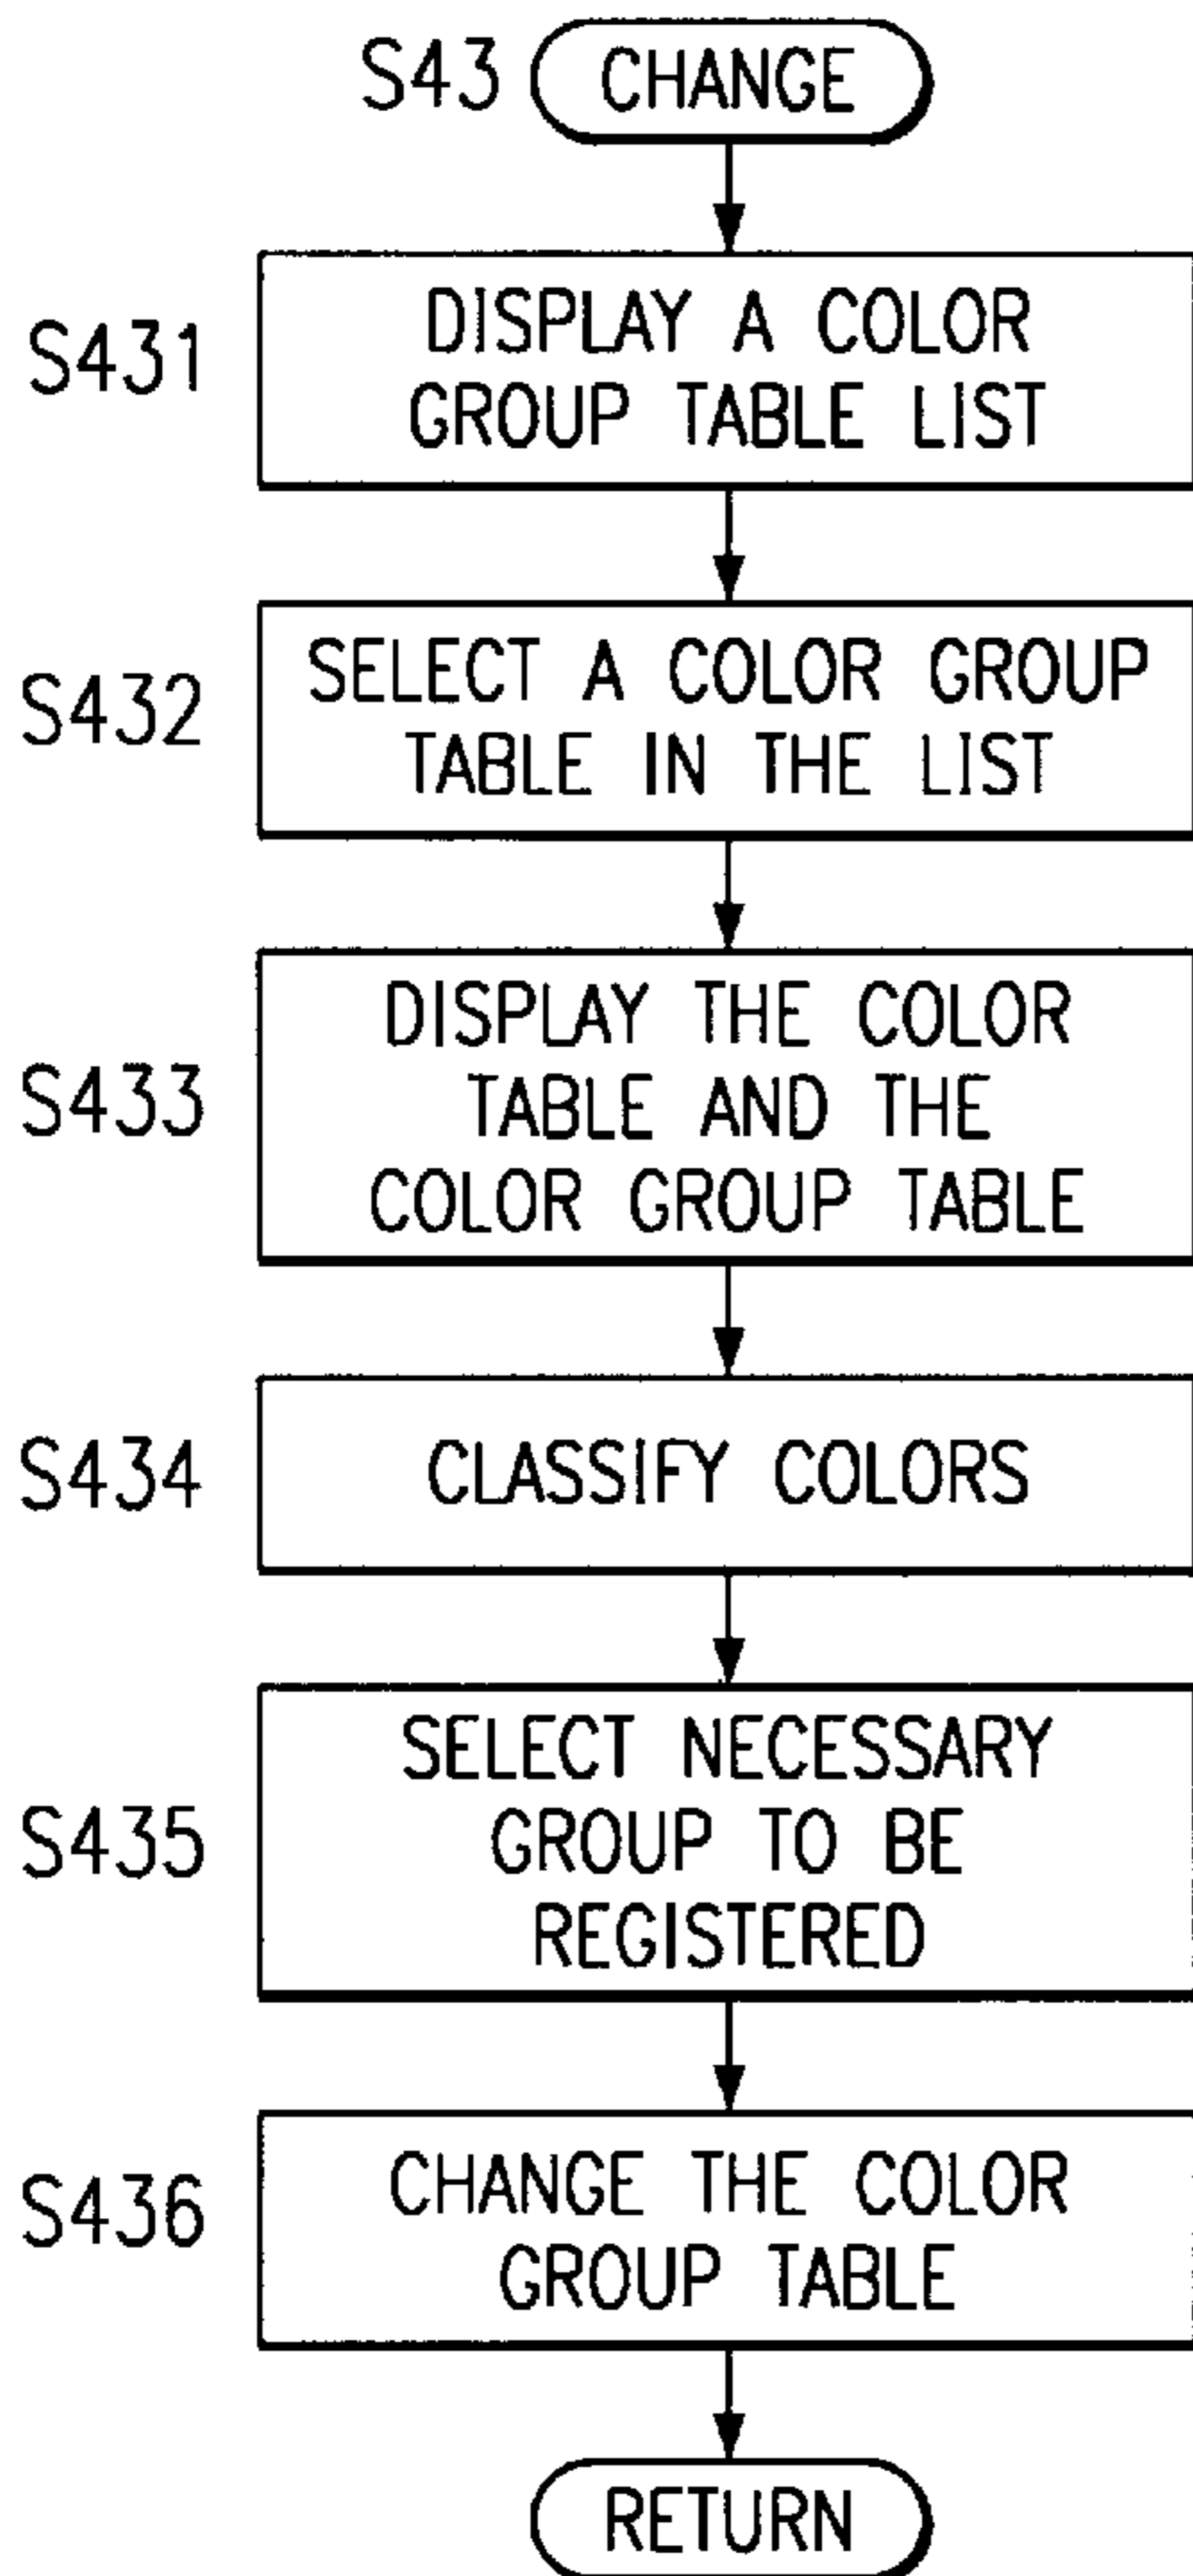 S43 CHANGE
S431
DISPLAY A COLOR
GROUP TABLE LIST
S432
SELECT A COLOR GROUP
TABLE IN THE LIST
S433
DISPLAY THE COLOR
TABLE AND THE
COLOR GROUP TABLE
S434
CLASSIFY COLORS
S435
SELECT NECESSARY
GROUP TO BE
REGISTERED
S436
CHANGE THE COLOR
GROUP TABLE
RETURN